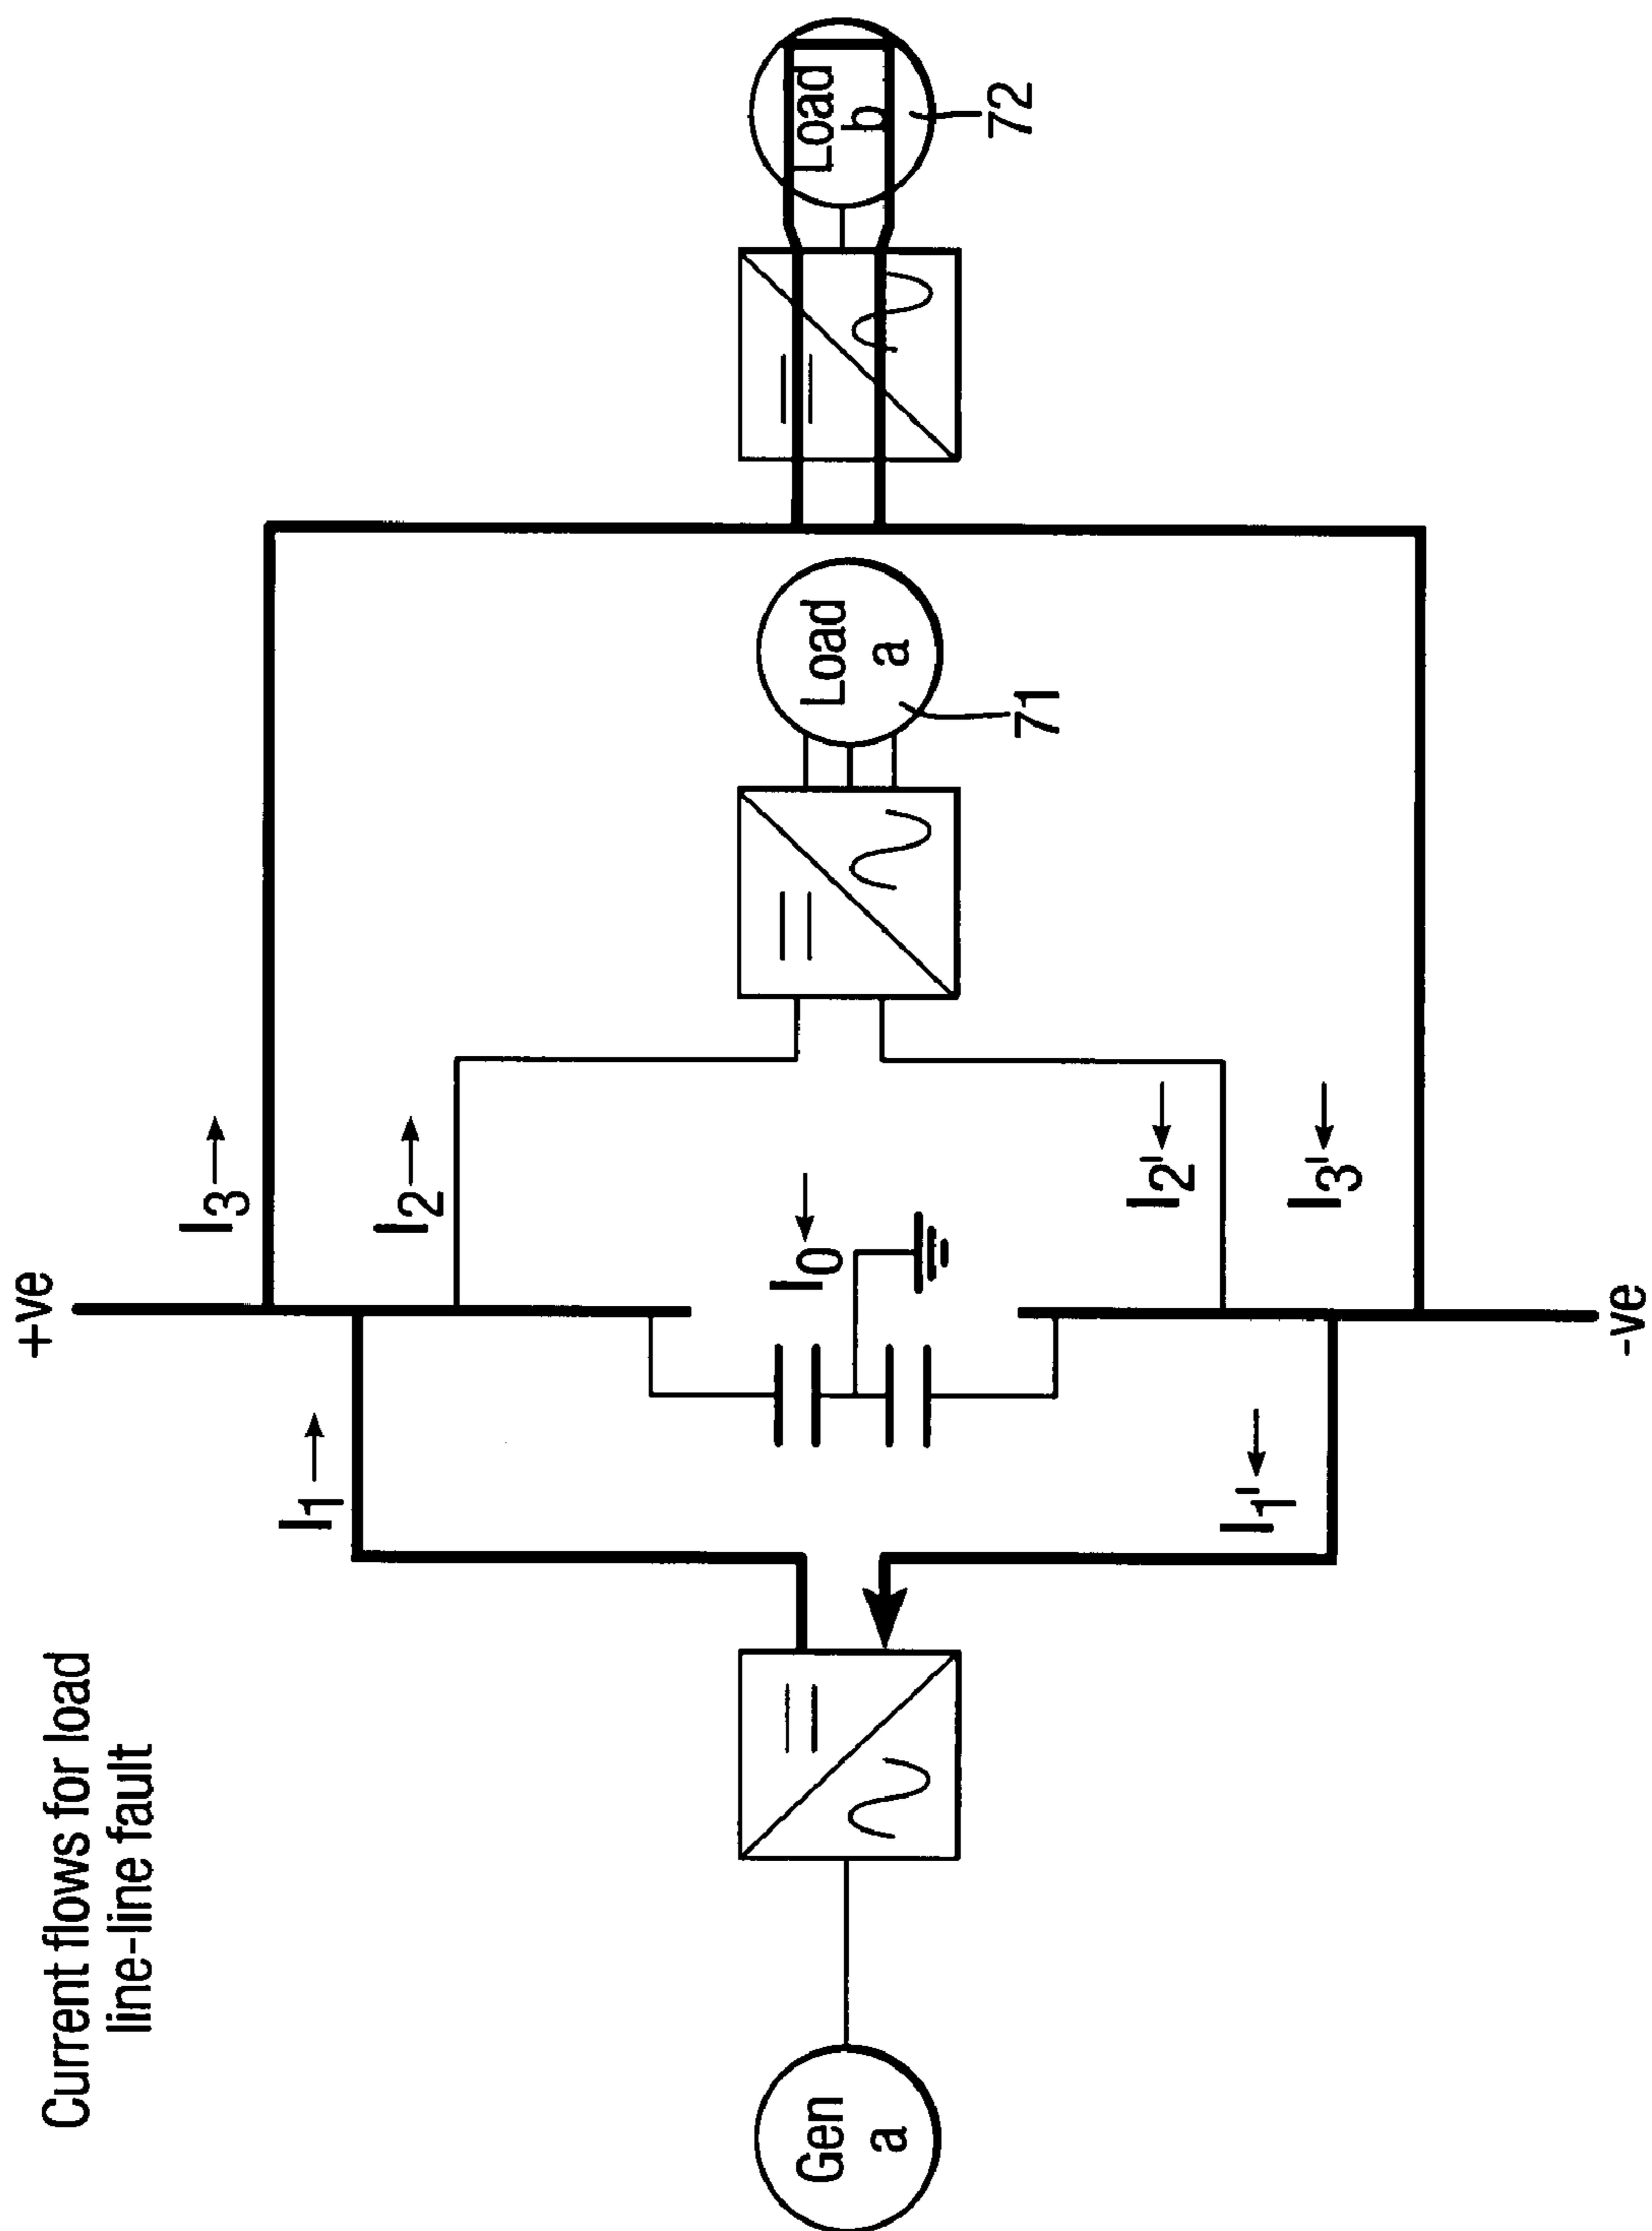 Current flows for load
line-line fault
+ve
I3
I1
I2
I0
Gen
a
Load
a
71
Load
b
72
I1'
I2'
I3'
-ve